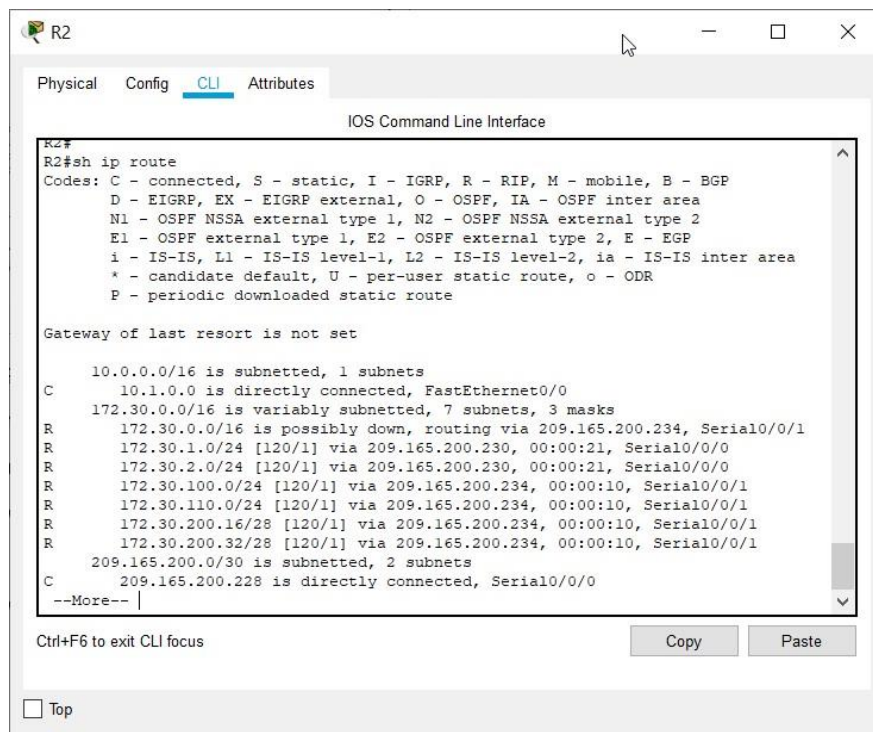 R2
Physical Config CLI Attributes
IOS Command Line Interface
R2#
R2#sh ip route
Codes: C - connected, S - static, I - IGRP, R - RIP, M - mobile, B - BGP
D - EIGRP, EX - EIGRP external, O - OSPF, IA - OSPF inter area
N1 - OSPF NSSA external type 1, N2 - OSPF NSSA external type 2
E1 - OSPF external type 1, E2 - OSPF external type 2, E - EGP
i - IS-IS, L1 - IS-IS level-1, L2 - IS-IS level-2, ia - IS-IS inter area
* - candidate default, U - per-user static route, o - ODR
P - periodic downloaded static route
Gateway of last resort is not set
10.0.0.0/16 is subnetted, 1 subnets
C 10.1.0.0 is directly connected, FastEthernet0/0
172.30.0.0/16 is variably subnetted, 7 subnets, 3 masks
R 172.30.0.0/16 is possibly down, routing via 209.165.200.234, Serial0/0/1
R 172.30.1.0/24 [120/1] via 209.165.200.230, 00:00:21, Serial0/0/0
R 172.30.2.0/24 [120/1] via 209.165.200.230, 00:00:21, Serial0/0/0
R 172.30.100.0/24 [120/1] via 209.165.200.234, 00:00:10, Serial0/0/1
R 172.30.110.0/24 [120/1] via 209.165.200.234, 00:00:10, Serial0/0/1
R 172.30.200.16/28 [120/1] via 209.165.200.234, 00:00:10, Serial0/0/1
R 172.30.200.32/28 [120/1] via 209.165.200.234, 00:00:10, Serial0/0/1
209.165.200.0/30 is subnetted, 2 subnets
C 209.165.200.228 is directly connected, Serial0/0/0
--More--
Ctrl+F6 to exit CLI focus
Copy Paste
Top